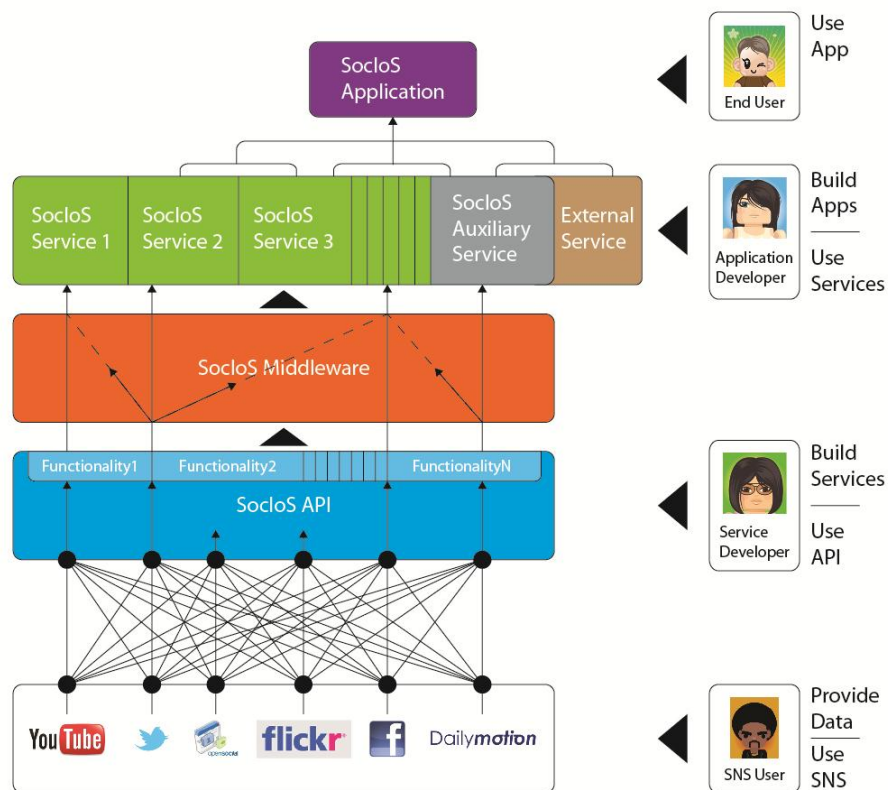 SocIoS
Application
Use
App
End User
SocIoS
Service 1
SocIoS
Service 2
SocIoS
Service 3
SocIoS
Auxiliary
Service
External
Service
Build
Apps
Application
Developer
Use
Services
SocIoS Middleware
Functionality1
Functionality2
FunctionalityN
SocIoS API
Build
Services
Service
Developer
Use
API
YouTube
opensocial
flickr
f
Dailymotion
Provide
Data
SNS User
Use
SNS